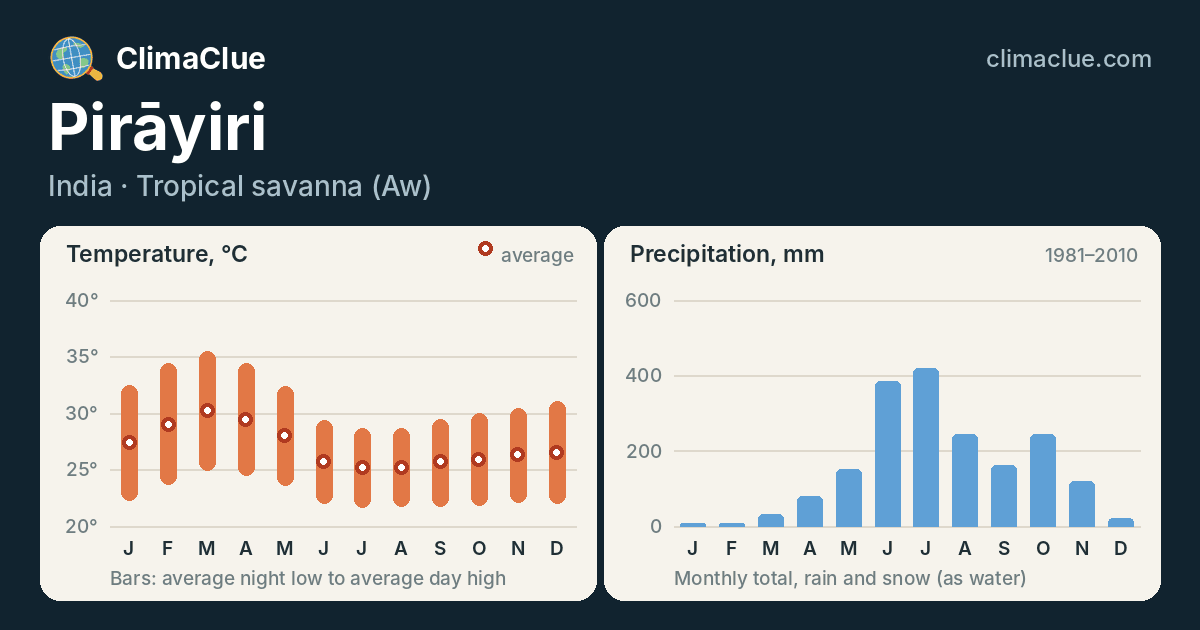 ClimaClue
climaclue.com
Pirāyiri
India · Tropical savanna (Aw)
Temperature, °C
average
40°
35°
30°
25°
20°
J F M A M J J A S O N D
Bars: average night low to average day high
Precipitation, mm
1981–2010
600
400
200
0
J F M A M J J A S O N D
Monthly total, rain and snow (as water)